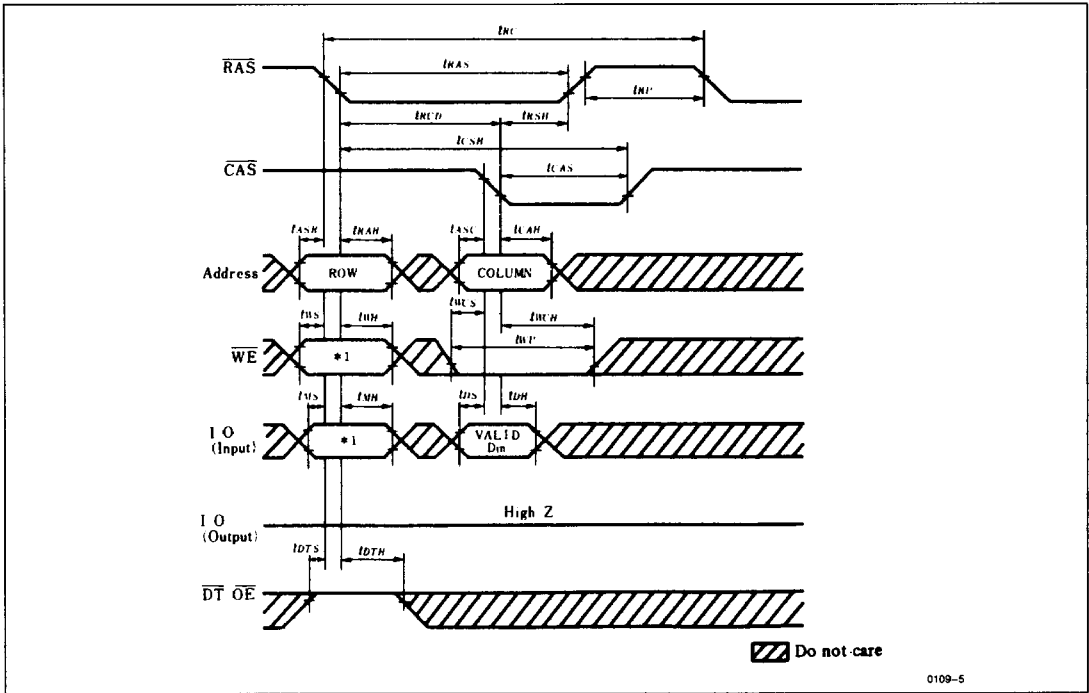 tRC
RAS
tRAS
tRP
tRCD
tRSH
tCSH
CAS
tCAS
tASR
tRAH
tASC
tCAH
Address
ROW
COLUMN
tWS
tWH
tWCS
tWCH
tWP
WE
*1
tMS
tMH
tDS
tDH
I O
(Input)
*1
VALID
Din
High Z
I O
(Output)
tDTS
tDTH
DT OE
Do not care
0109–5